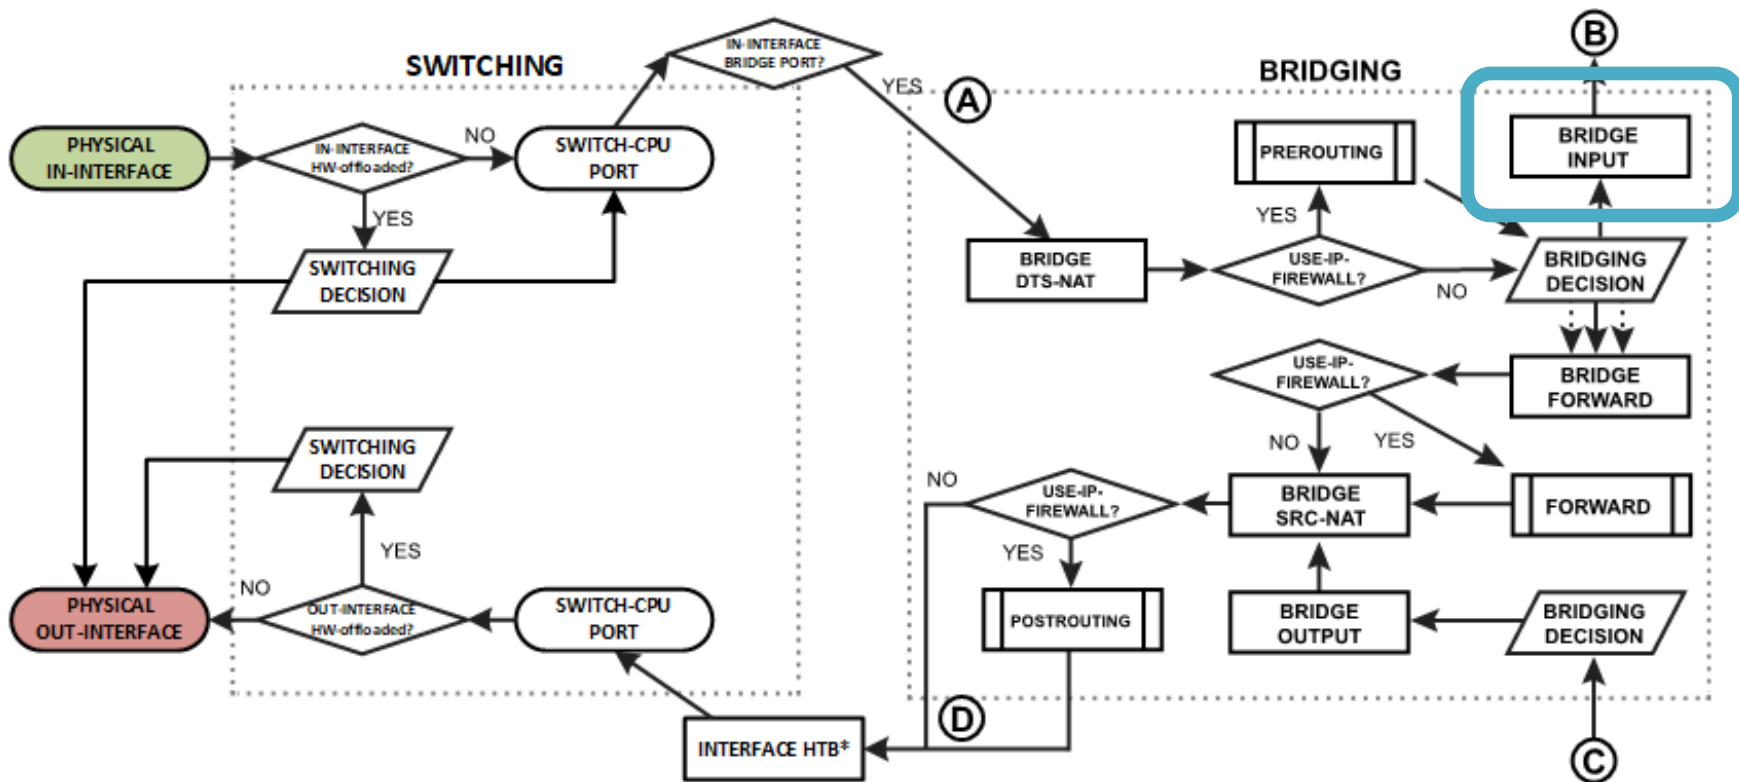 SWITCHING
IN-INTERFACE
BRIDGE PORT?
YES
BRIDGING
A
B
PHYSICAL
IN-INTERFACE
IN-INTERFACE
HW-offloaded?
NO
YES
SWITCH-CPU
PORT
SWITCHING
DECISION
PREROUTING
YES
BRIDGE
DTS-NAT
USE-IP-
FIREWALL?
NO
BRIDGE
INPUT
BRIDGING
DECISION
USE-IP-
FIREWALL?
NO
YES
BRIDGE
FORWARD
SWITCHING
DECISION
YES
NO
PHYSICAL
OUT-INTERFACE
OUT-INTERFACE
HW-offloaded?
SWITCH-CPU
PORT
NO
USE-IP-
FIREWALL?
YES
BRIDGE
SRC-NAT
FORWARD
POSTROUTING
BRIDGE
OUTPUT
BRIDGING
DECISION
INTERFACE HTB*
D
C